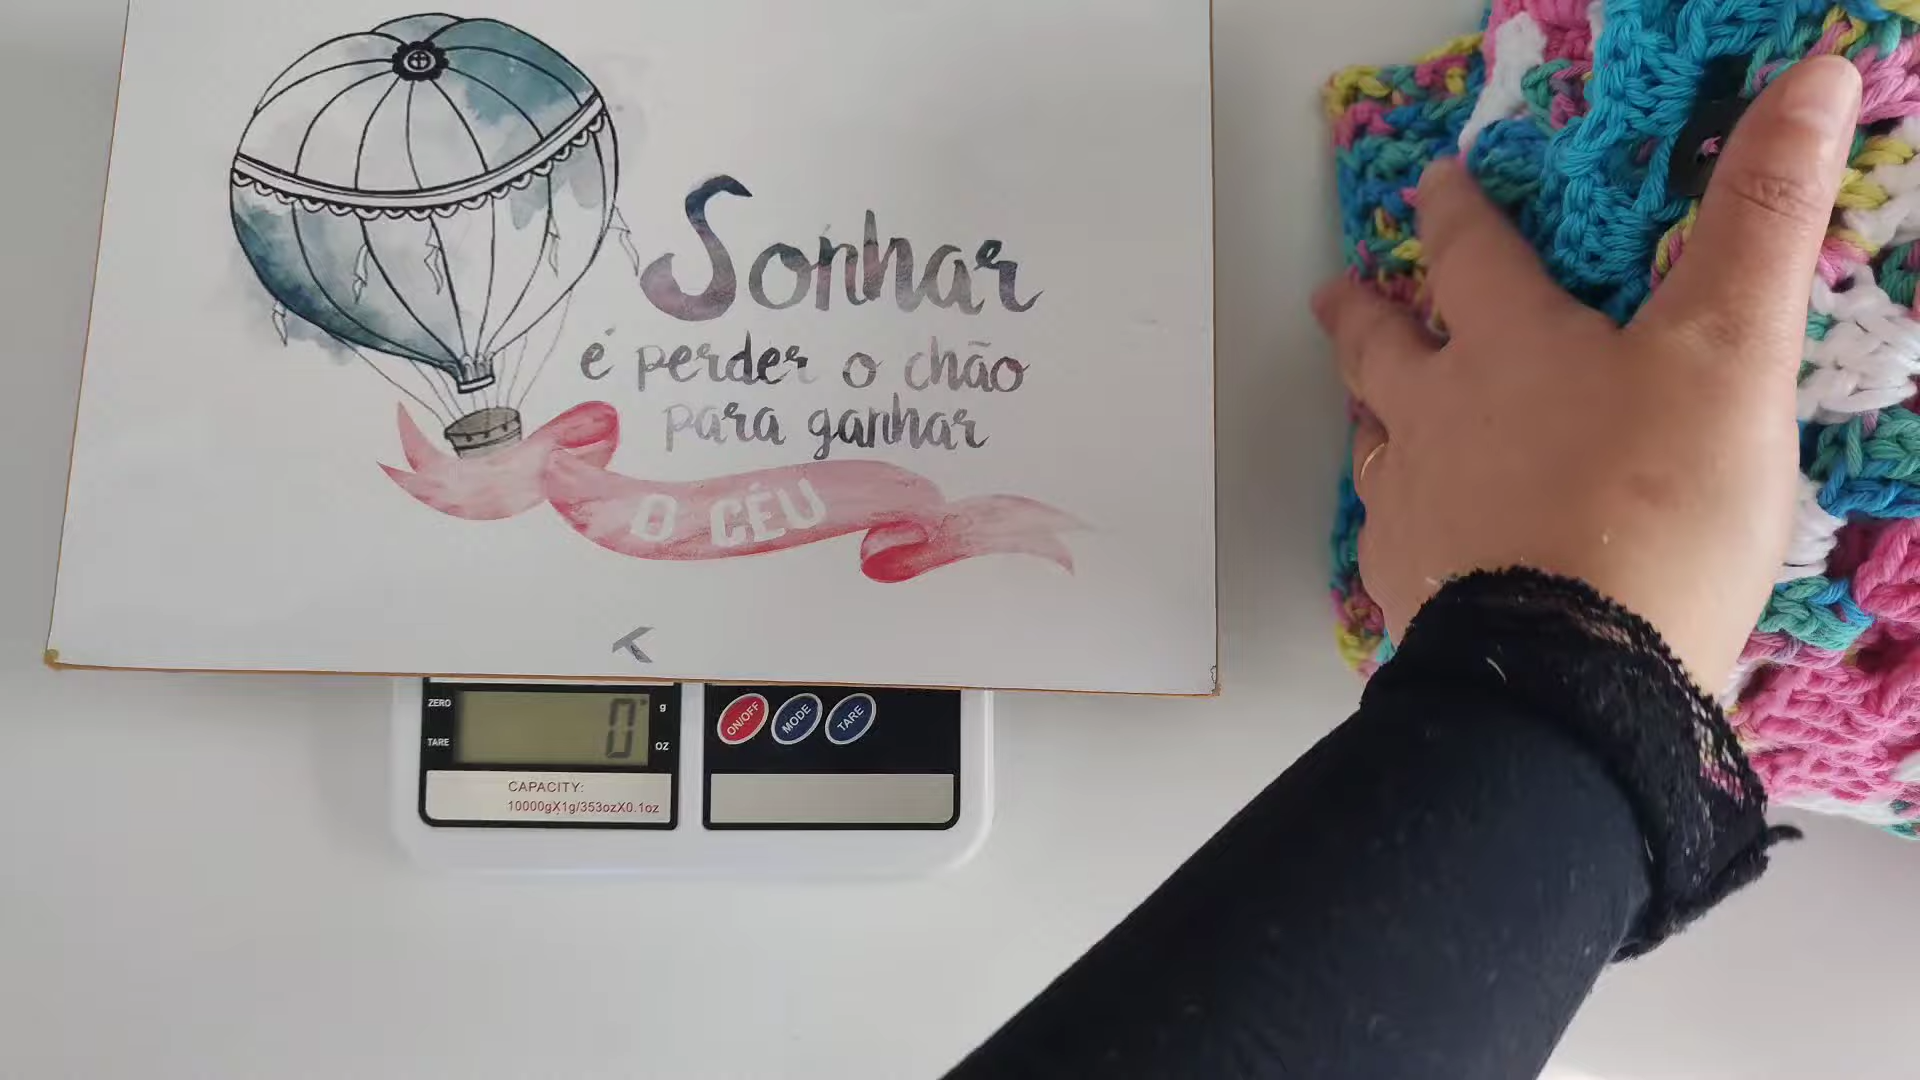 Sonhar
é perder o chão
para ganhar
O CÉU
ZERO
TARE
0
g
OZ
ON/OFF
MODE
TARE
CAPACITY:
10000gX1g/353ozX0.1oz